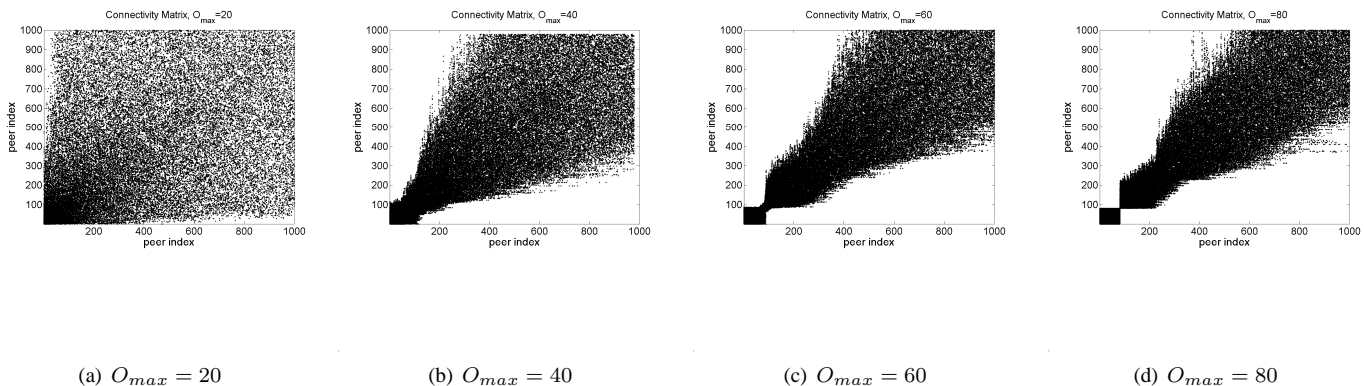 Connectivity Matrix, O_max=20
1000
900
800
700
600
500
400
300
200
100
peer index
200 400 600 800 1000
peer index
(a) O_max = 20
Connectivity Matrix, O_max=40
1000
900
800
700
600
500
400
300
200
100
peer index
200 400 600 800 1000
peer index
(b) O_max = 40
Connectivity Matrix, O_max=60
1000
900
800
700
600
500
400
300
200
100
peer index
200 400 600 800 1000
peer index
(c) O_max = 60
Connectivity Matrix, O_max=80
1000
900
800
700
600
500
400
300
200
100
peer index
200 400 600 800 1000
peer index
(d) O_max = 80